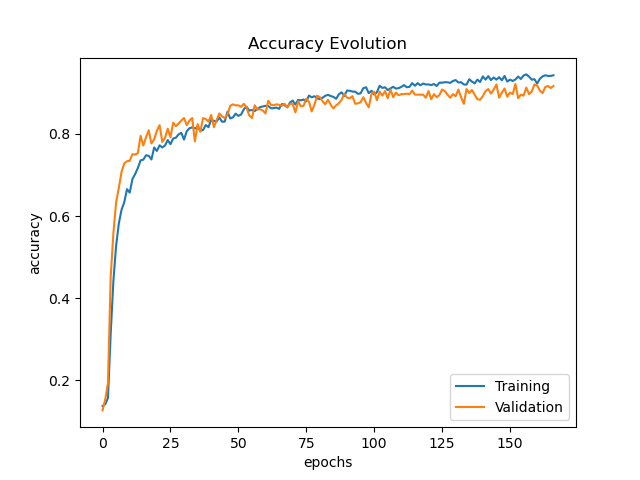 Accuracy Evolution
accuracy
0.8
0.6
0.4
0.2
0 25 50 75 100 125 150
epochs
Training
Validation